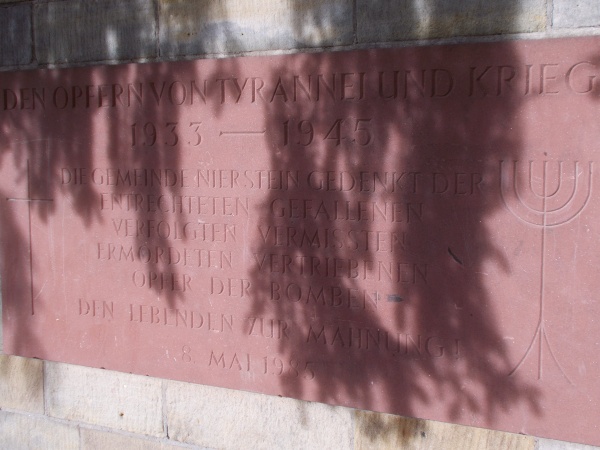 DEN OPFERN VON TYRANNEI UND KRIEG
1933 — 1945
DIE GEMEINDE NIERSTEIN GEDENKT DER
ENTRECHTETEN GEFALLENEN
VERFOLGTEN VERMISSTEN
ERMORDETEN VERTRIEBENEN
OPFER DER BOMBEN
DEN LEBENDEN ZUR MAHNUNG!
8. MAI 1985